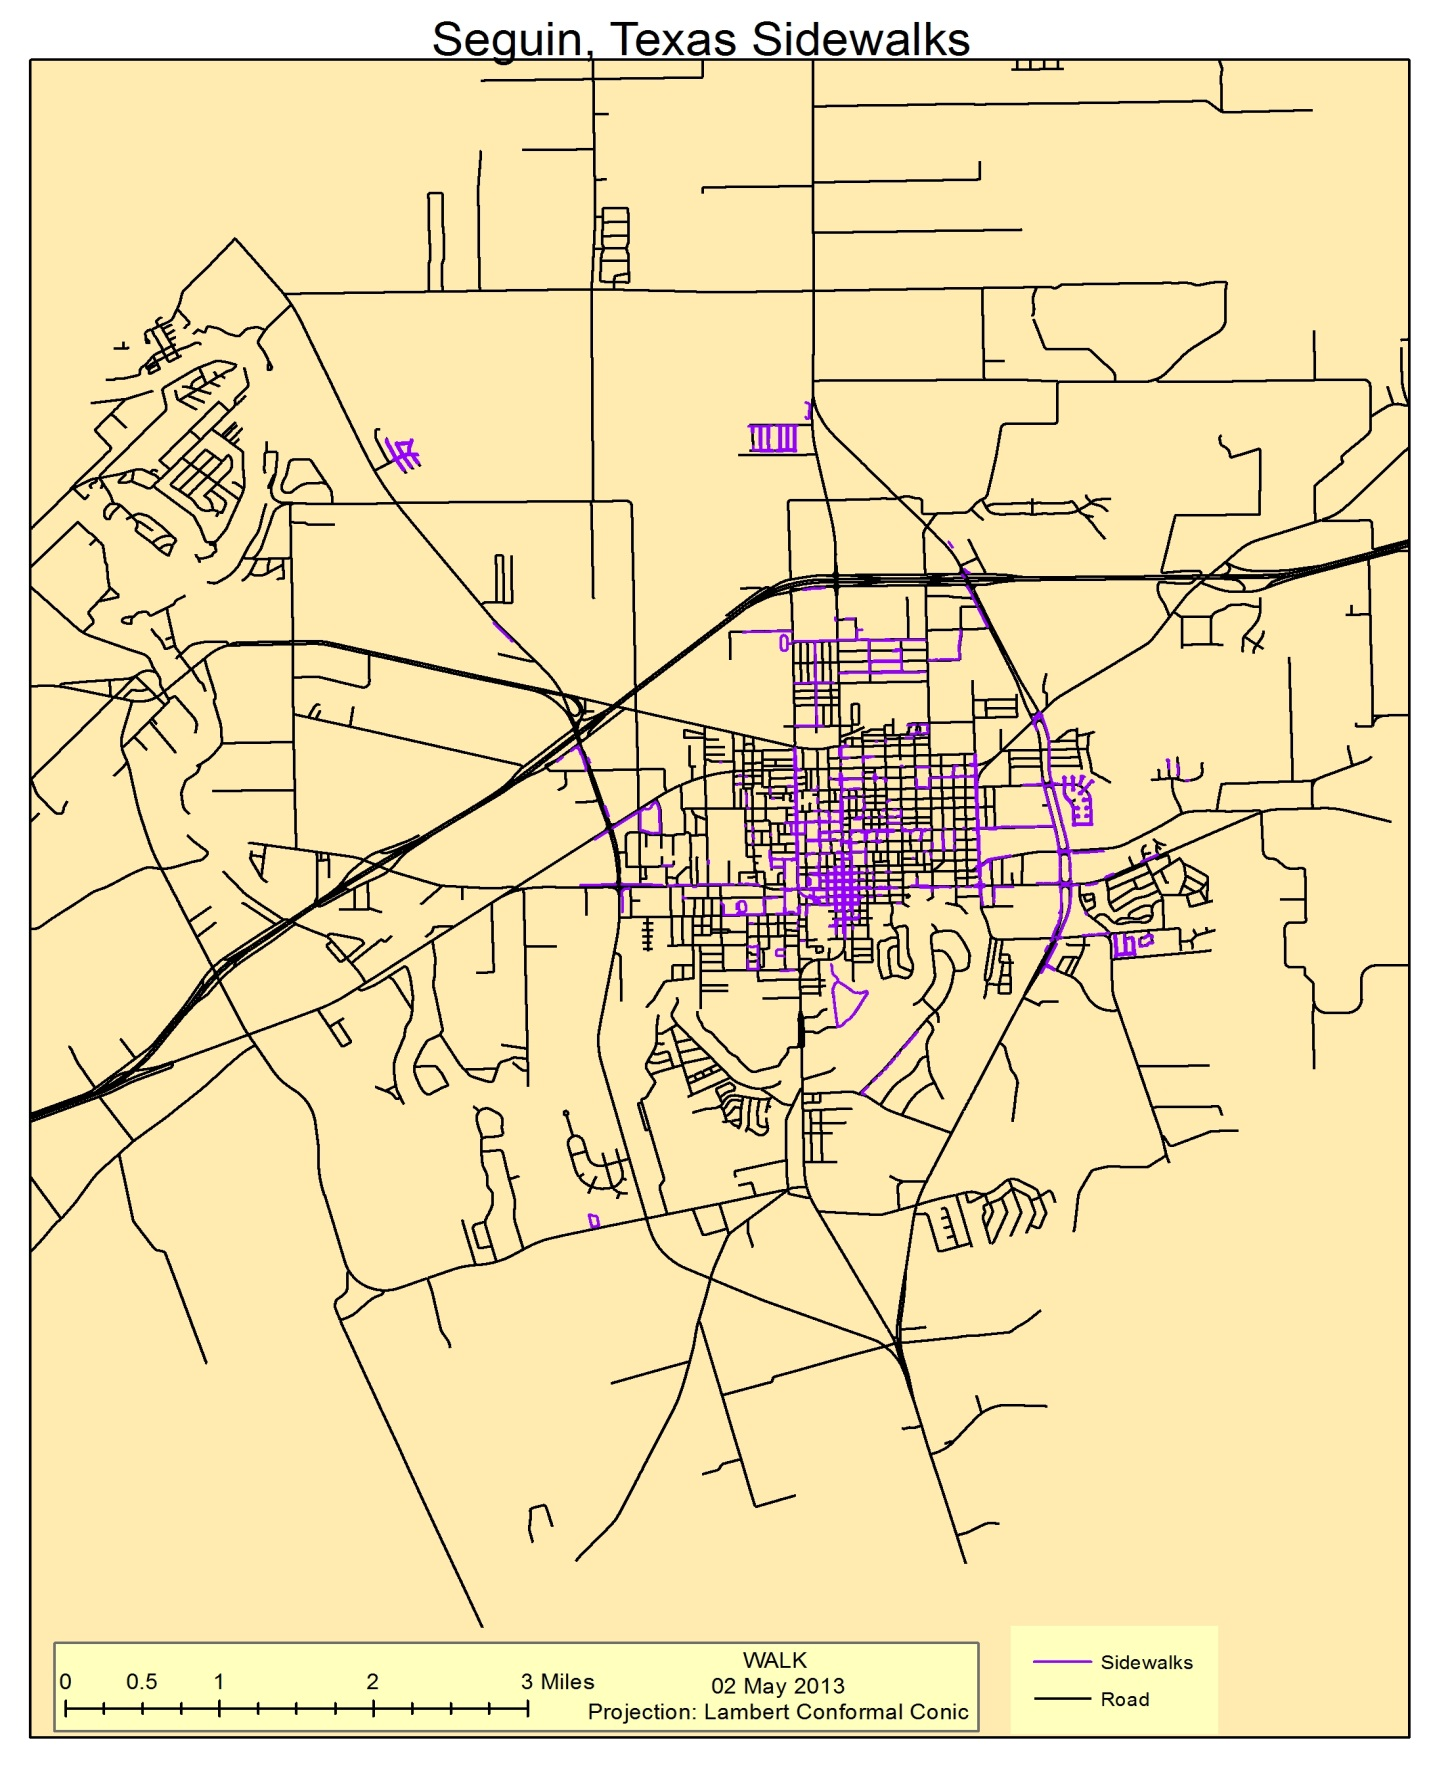 Seguin, Texas Sidewalks
0 0.5 1 2 3 Miles
WALK
02 May 2013
Projection: Lambert Conformal Conic
Sidewalks
Road